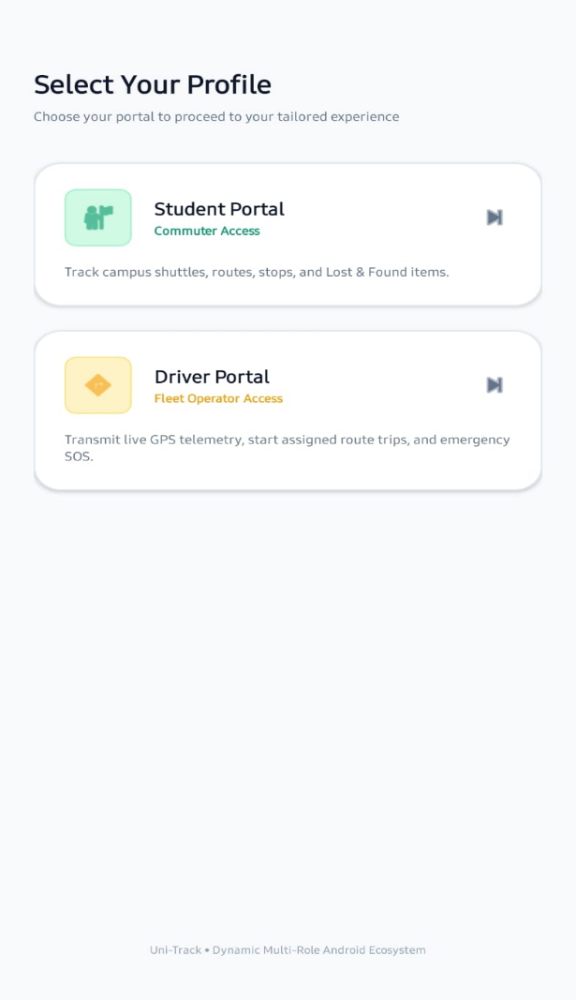 Select Your Profile
Choose your portal to proceed to your tailored experience
Student Portal
Commuter Access
Track campus shuttles, routes, stops, and Lost & Found items.
Driver Portal
Fleet Operator Access
Transmit live GPS telemetry, start assigned route trips, and emergency
SOS.
Uni-Track • Dynamic Multi-Role Android Ecosystem